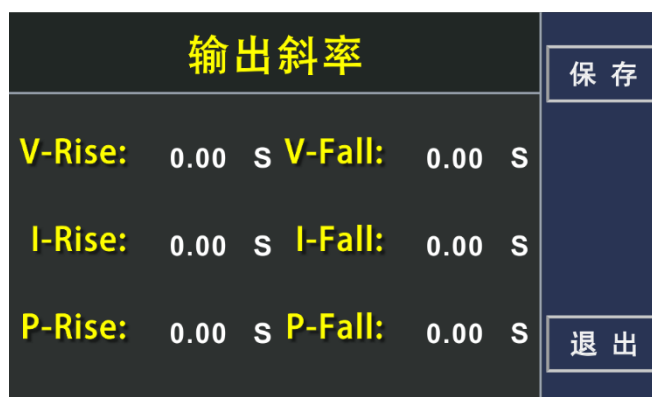 输出斜率
保存
V-Rise: 0.00 S V-Fall: 0.00 S
I-Rise: 0.00 S I-Fall: 0.00 S
P-Rise: 0.00 S P-Fall: 0.00 S
退出